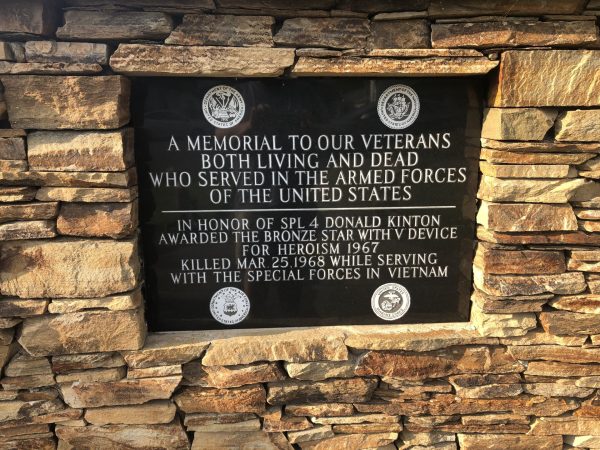 A MEMORIAL TO OUR VETERANS
BOTH LIVING AND DEAD
WHO SERVED IN THE ARMED FORCES
OF THE UNITED STATES
IN HONOR OF SPL 4 DONALD KINTON
AWARDED THE BRONZE STAR WITH V DEVICE
FOR HEROISM 1967
KILLED MAR 25 1968 WHILE SERVING
WITH THE SPECIAL FORCES IN VIETNAM